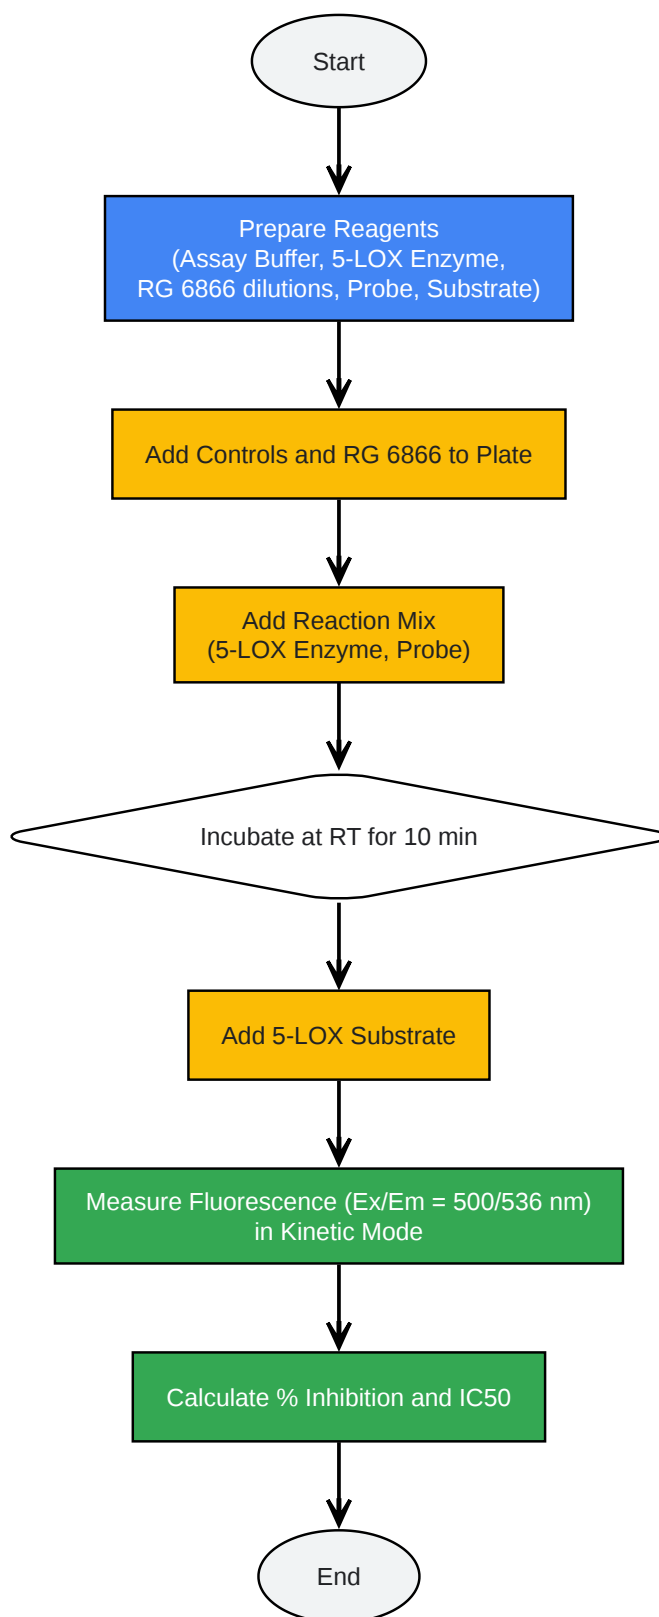 Start
Prepare Reagents
(Assay Buffer, 5-LOX Enzyme,
RG 6866 dilutions, Probe, Substrate)
Add Controls and RG 6866 to Plate
Add Reaction Mix
(5-LOX Enzyme, Probe)
Incubate at RT for 10 min
Add 5-LOX Substrate
Measure Fluorescence (Ex/Em = 500/536 nm)
in Kinetic Mode
Calculate % Inhibition and IC50
End